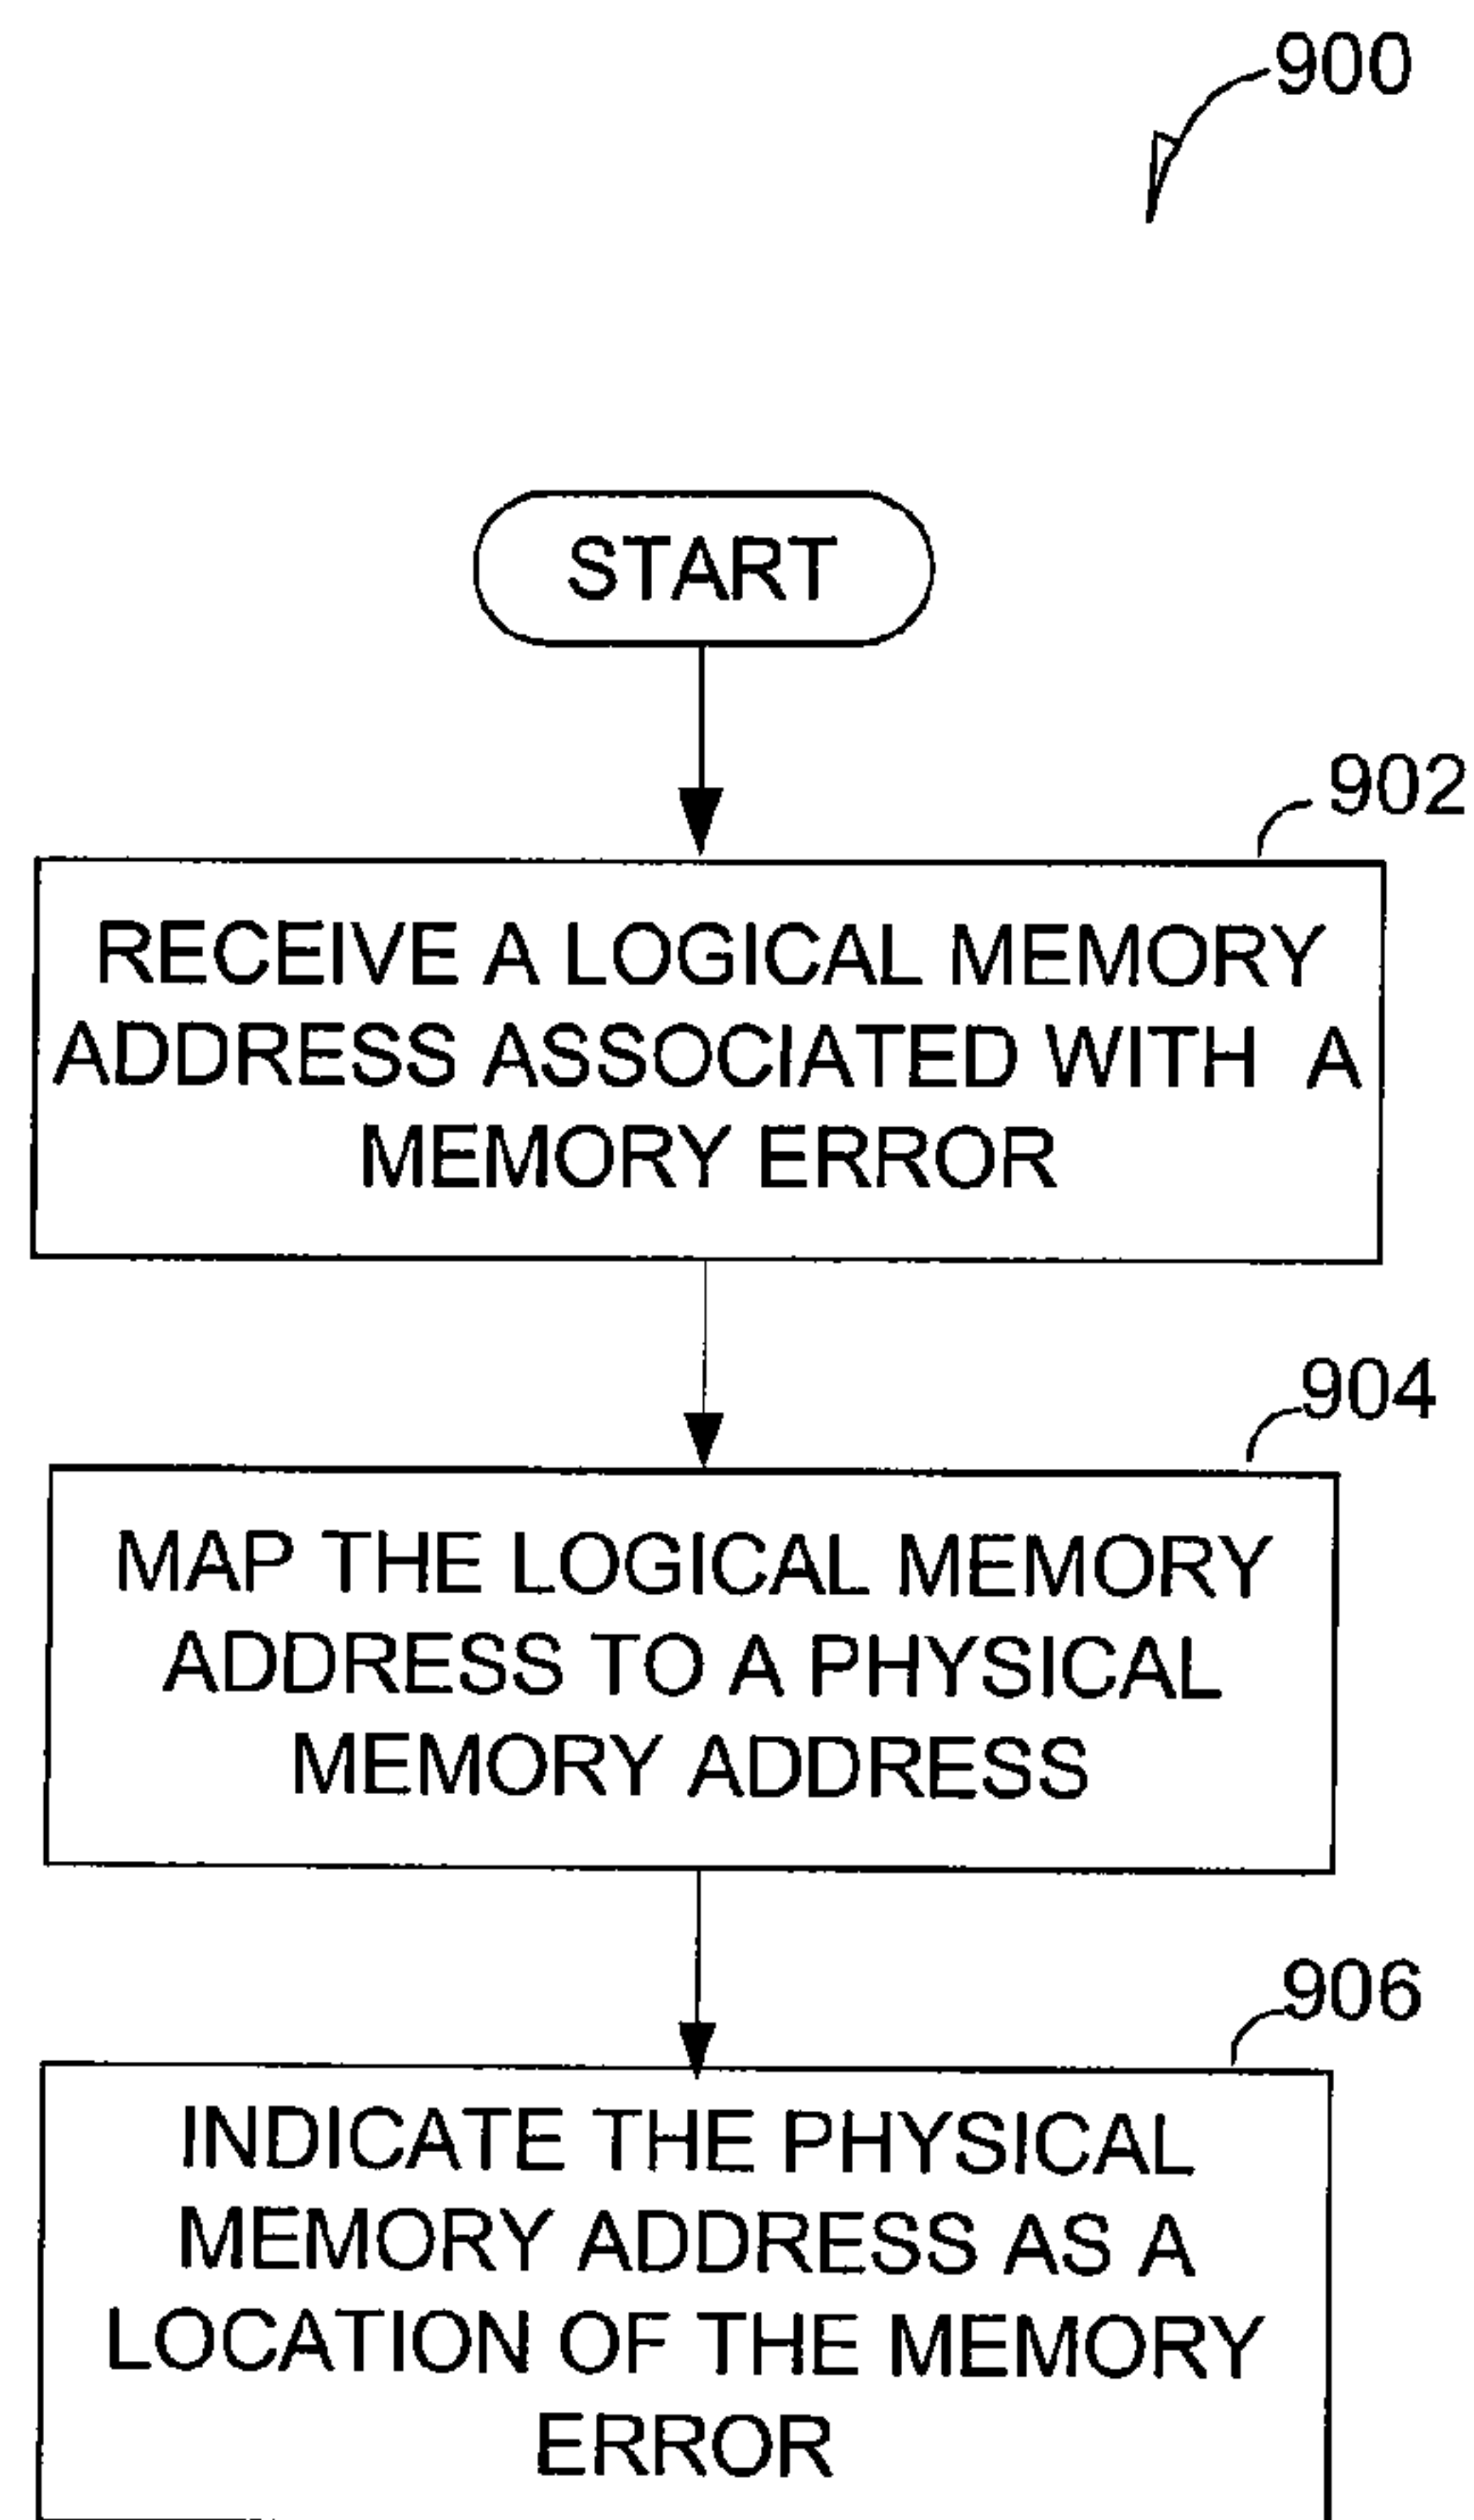 900
START
902
RECEIVE A LOGICAL MEMORY
ADDRESS ASSOCIATED WITH A
MEMORY ERROR
904
MAP THE LOGICAL MEMORY
ADDRESS TO A PHYSICAL
MEMORY ADDRESS
906
INDICATE THE PHYSICAL
MEMORY ADDRESS AS A
LOCATION OF THE MEMORY
ERROR